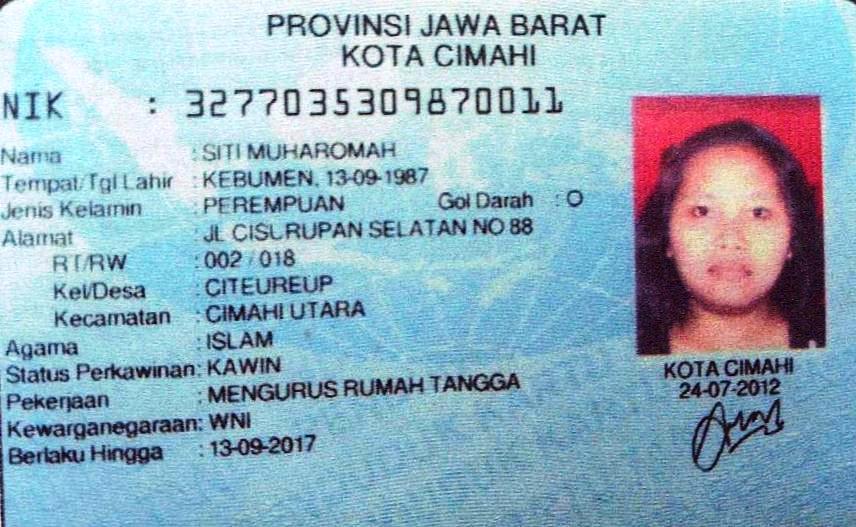 PROVINSI JAWA BARAT
KOTA CIMAHI
NIK : 3277035309870011
Nama : SITI MUHAROMAH
Tempat/Tgl Lahir : KEBUMEN, 13-09-1987
Jenis Kelamin : PEREMPUAN Gol Darah : O
Alamat : JL CISURUPAN SELATAN NO 88
RT/RW : 002 / 018
Kel/Desa : CITEUREUP
Kecamatan : CIMAHI UTARA
Agama : ISLAM
Status Perkawinan: KAWIN
Pekerjaan : MENGURUS RUMAH TANGGA
Kewarganegaraan: WNI
Berlaku Hingga : 13-09-2017
KOTA CIMAHI
24-07-2012